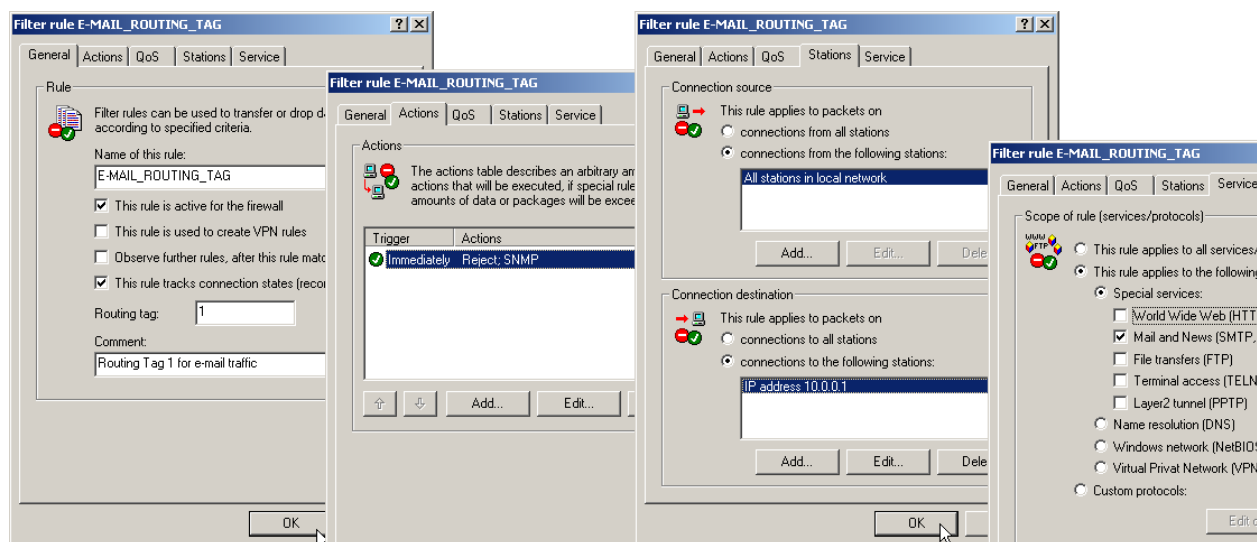 Filter rule E-MAIL_ROUTING_TAG
General Actions QoS Stations Service
Rule
Filter rules can be used to transfer or drop
according to specified criteria.
Name of this rule:
E-MAIL_ROUTING_TAG
This rule is active for the firewall
This rule is used to create VPN rules
Observe further rules, after this rule
This rule tracks connection states
Routing tag: 1
Comment:
Routing Tag 1 for e-mail traffic
OK
Filter rule E-MAIL_ROUTING_TAG
General Actions QoS Stations Service
Actions
The actions table describes an arbitrary
actions that will be executed, if special rule
amounts of data or packages will be
Trigger Actions
Immediately Reject; SNMP
Add... Edit...
Filter rule E-MAIL_ROUTING_TAG
General Actions QoS Stations Service
Connection source
This rule applies to packets on
connections from all stations
connections from the following stations:
All stations in local network
Add... Edit... Dele
Connection destination
This rule applies to packets on
connections to all stations
connections to the following stations:
IP address 10.0.0.1
Add... Edit... Dele
OK
Filter rule E-MAIL_ROUTING_TAG
General Actions QoS Stations Service
Scope of rule (services/protocols)
WWW
FTP
This rule applies to all services/
This rule applies to the following
Special services:
World Wide Web (HTT
Mail and News (SMTP,
File transfers (FTP)
Terminal access (TELN
Layer2 tunnel (PPTP)
Name resolution (DNS)
Windows network (NetBIOS
Virtual Privat Network (VPN
Custom protocols:
Edit